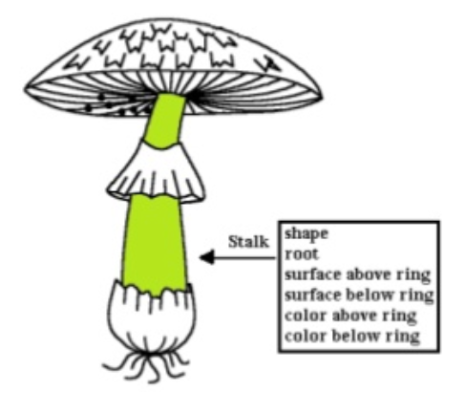 Stalk
shape
root
surface above ring
surface below ring
color above ring
color below ring